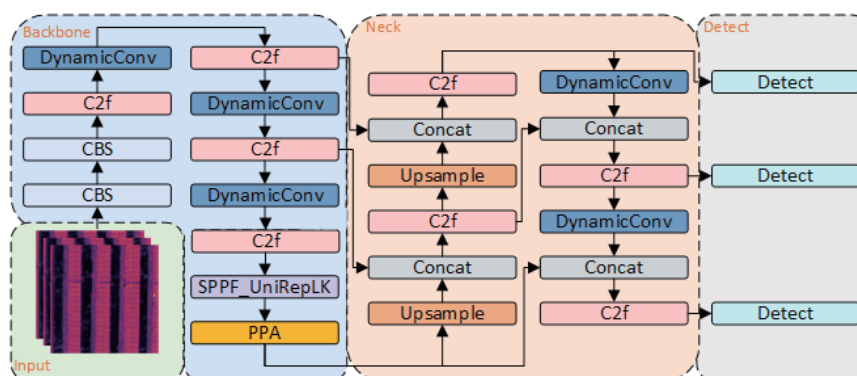 Backbone
DynamicConv
C2f
CBS
CBS
Input
C2f
DynamicConv
C2f
DynamicConv
C2f
SPPF_UniRepLK
PPA
Neck
C2f
Concat
Upsample
C2f
Concat
Upsample
DynamicConv
Concat
C2f
DynamicConv
Concat
C2f
Detect
Detect
Detect
Detect